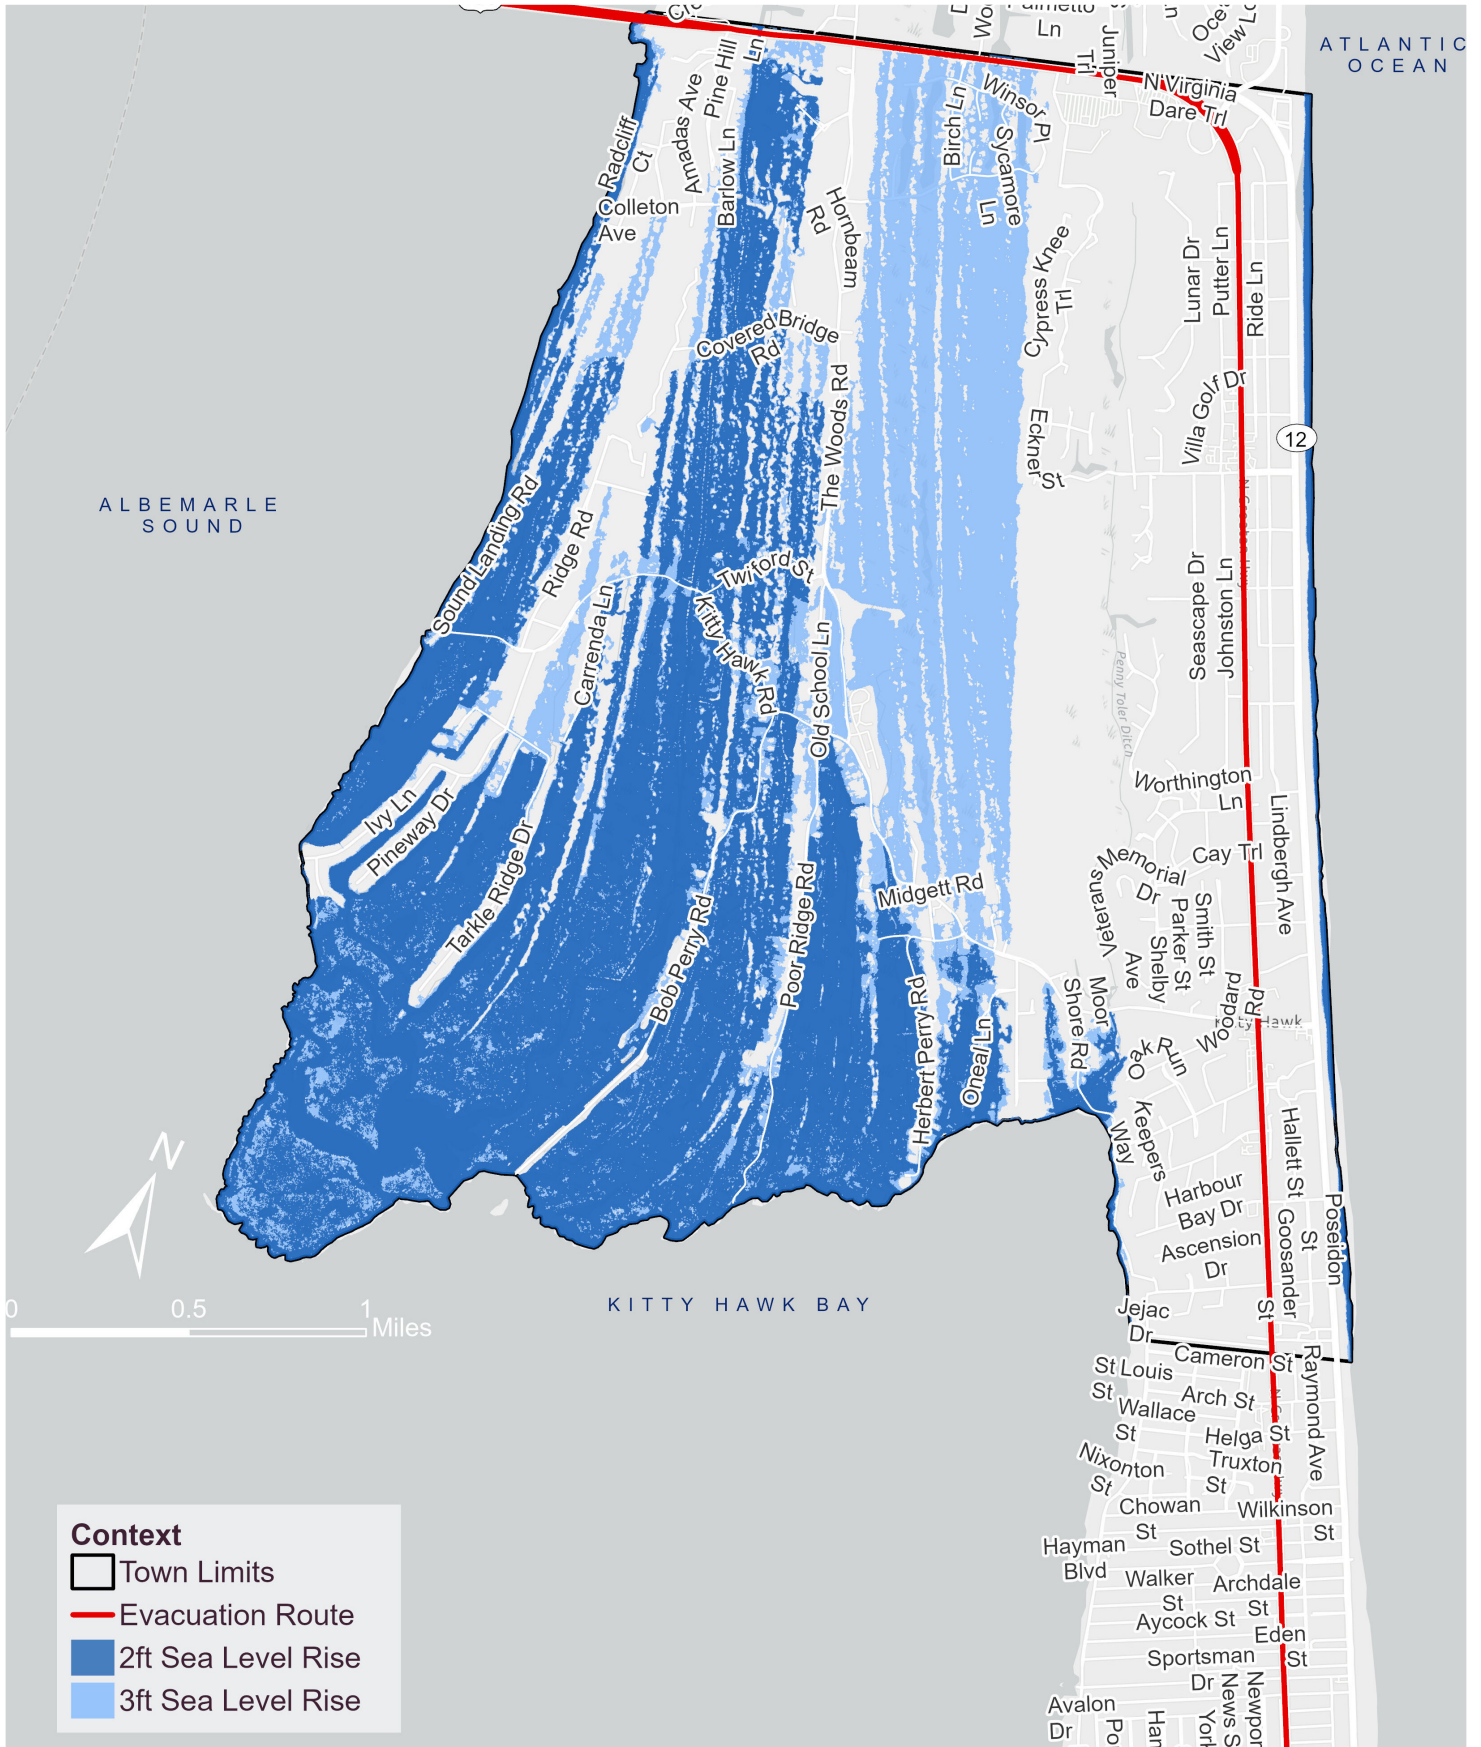 Palmetto
Ln
Juniper
Trl
View
ATLANTIC
OCEAN
N Virginia
Dare Trl
Winsor Pl
Birch Ln
Sycamore
Ln
Pine Hill
Ln
Amadas Ave
Barlow Ln
Radcliff
Ct
Colleton
Ave
Hornbeam
Rd
Cypress Knee
Trl
Lunar Dr
Putter Ln
Ride Ln
Covered Bridge
Rd
The Woods Rd
Villa Golf Dr
12
Eckner St
ALBEMARLE
SOUND
Sound Landing Rd
Ridge Rd
Carrenda Ln
Twiford St
Kitty Hawk Rd
Old School Ln
Seascape Dr
Johnston Ln
Penny Toler Ditch
Worthington
Ln
Lindbergh Ave
Ivy Ln
Pineway Dr
Tarkle Ridge Dr
Bob Perry Rd
Poor Ridge Rd
Midgett Rd
Veterans
Memorial
Dr
Cay Trl
Smith St
Parker St
Shelby
Ave
Woodard
Rd
Kitty Hawk
Moor
Shore Rd
Herbert Perry Rd
Oneal Ln
Oak Run
Keepers
Way
Hallett St
Harbour
Bay Dr
Ascension
Dr
Goosander
St
Poseidon
St
N
0 0.5 1
Miles
KITTY HAWK BAY
Jejac
Dr
Cameron St
St Louis
St
Raymond Ave
Arch St
Wallace
St
Helga St
Nixonton
St
Truxton
St
Chowan
St
Wilkinson
St
Hayman
Blvd
Sothel St
Walker
St
Archdale
St
Aycock St
Eden
St
Sportsman
Dr
Avalon
Dr
Context
Town Limits
Evacuation Route
2ft Sea Level Rise
3ft Sea Level Rise